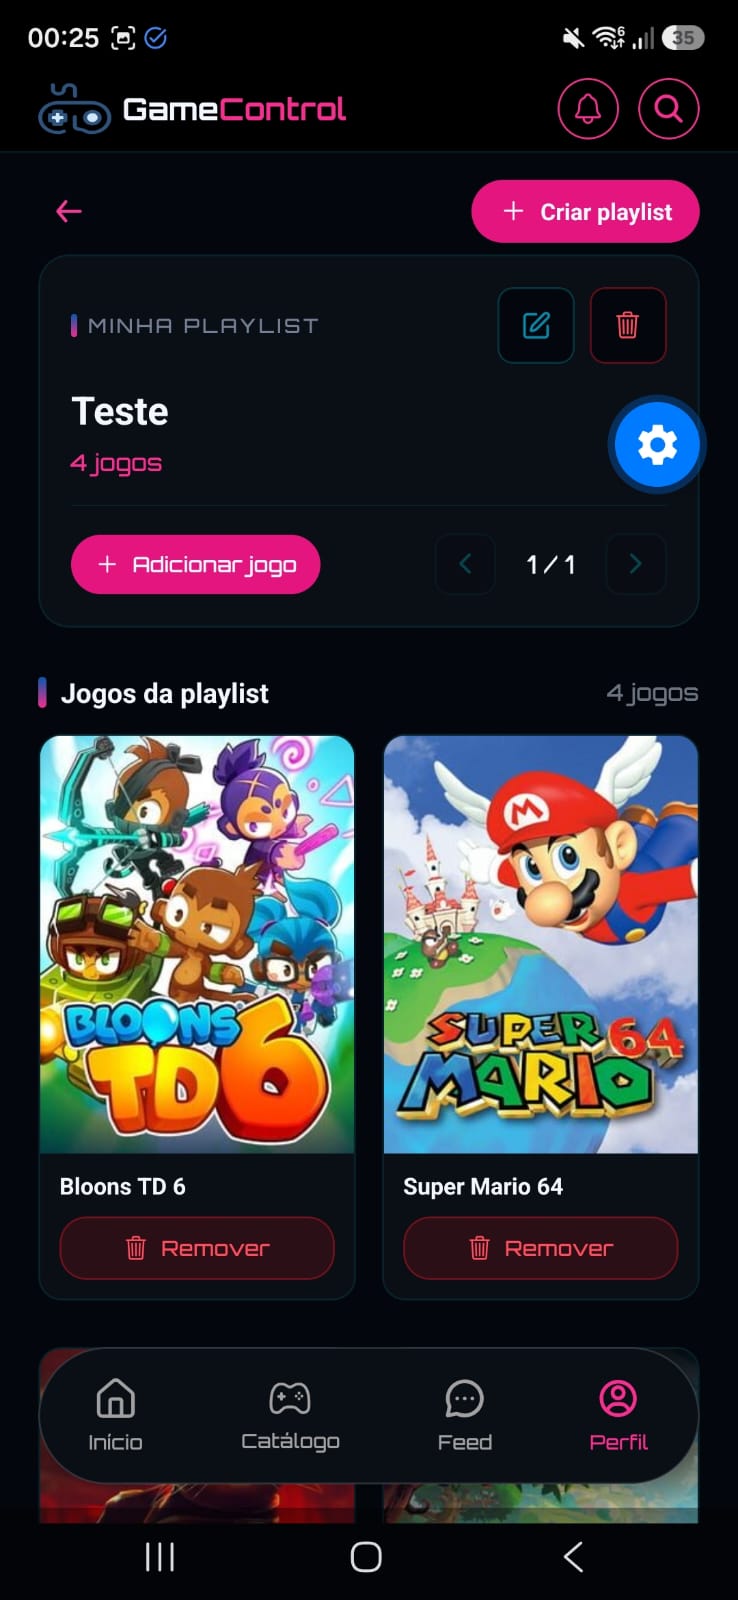 00:25
6
35
GameControl
+ Criar playlist
MINHA PLAYLIST
Teste
4 jogos
+ Adicionar jogo
1 / 1
Jogos da playlist
4 jogos
BLOONS
TD6
M
SUPER
MARIO 64
Bloons TD 6
Super Mario 64
Remover
Remover
Início
Catálogo
Feed
Perfil